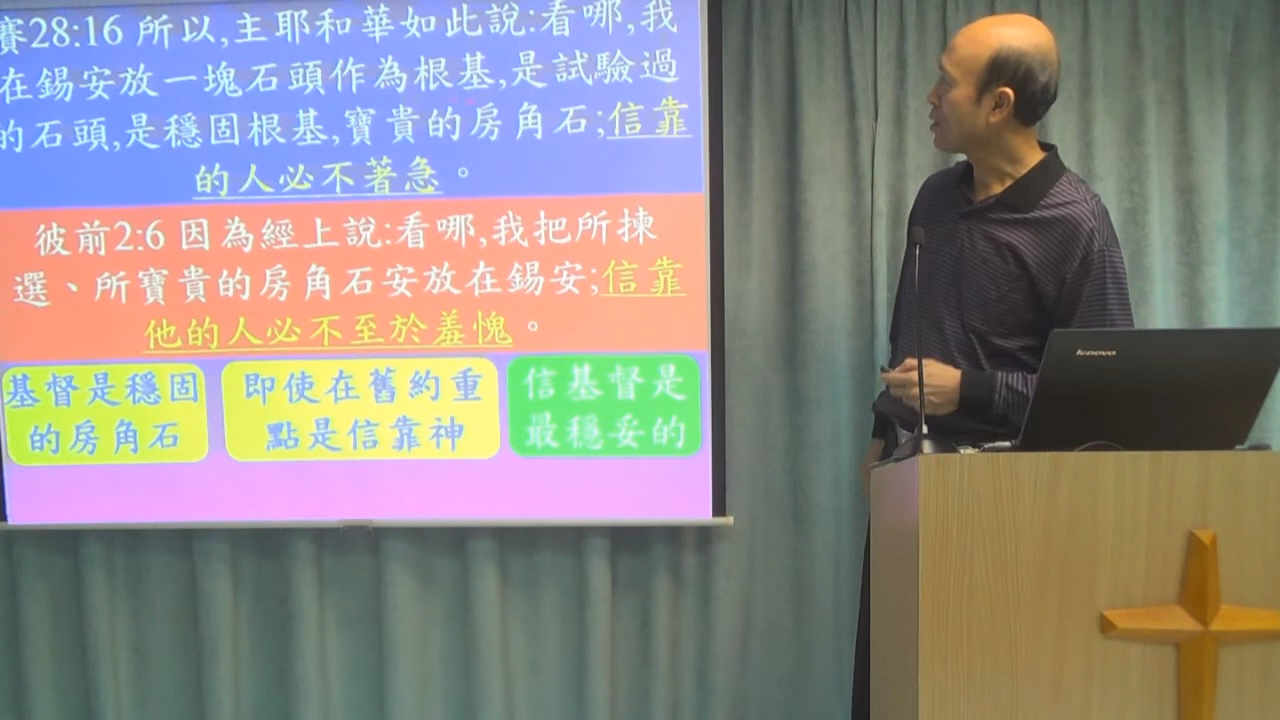 賽28:16 所以,主耶和華如此說:看哪,我
在錫安放一塊石頭作為根基,是試驗過
的石頭,是穩固根基,寶貴的房角石;信靠
的人必不著急。
彼前2:6 因為經上說:看哪,我把所揀
選、所寶貴的房角石安放在錫安;信靠
他的人必不至於羞愧。
基督是穩固
的房角石
即使在舊約重
點是信靠神
信基督是
最穩妥的
lenovo